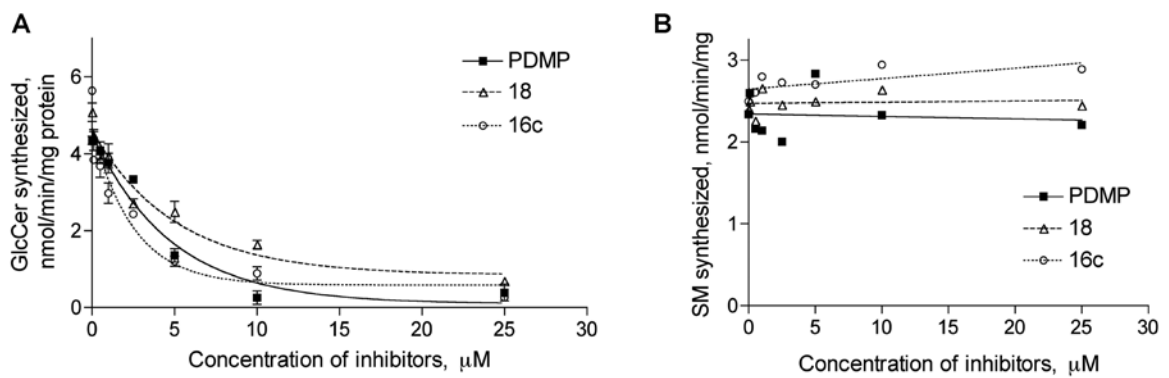 A
GlcCer synthesized,
nmol/min/mg protein
6
4
2
0
0 5 10 15 20 25 30
Concentration of inhibitors, μM
PDMP
18
16c
B
SM synthesized, nmol/min/mg
3
2
1
0
0 5 10 15 20 25 30
Concentration of inhibitors, μM
PDMP
18
16c